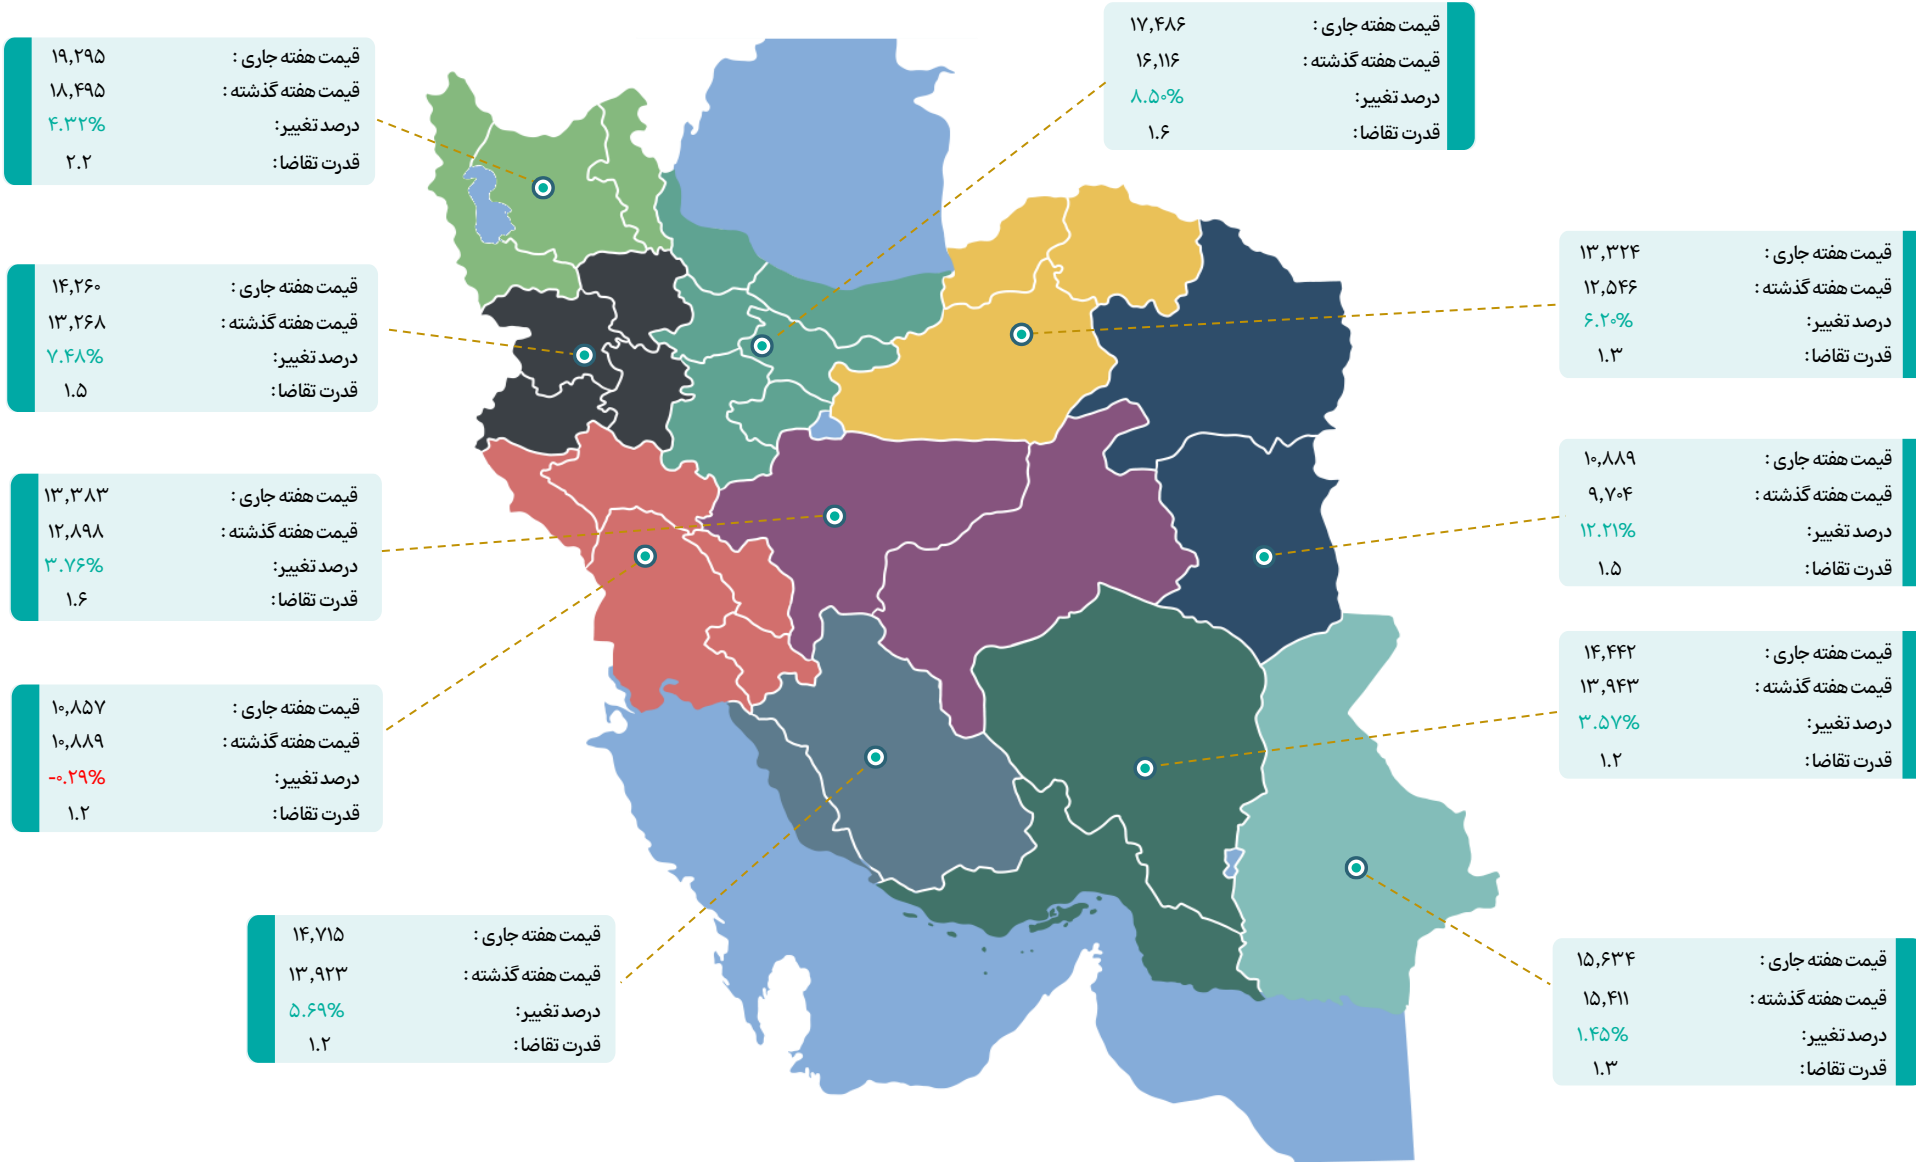 قیمت هفته جاری : ۱۷,۴۸۶
قیمت هفته گذشته : ۱۶,۱۱۶
درصد تغییر: ۸.۵۰%
قدرت تقاضا: ۱.۶
قیمت هفته جاری : ۱۹,۲۹۵
قیمت هفته گذشته : ۱۸,۴۹۵
درصد تغییر: ۴.۳۲%
قدرت تقاضا: ۲.۲
قیمت هفته جاری : ۱۳,۳۲۴
قیمت هفته گذشته : ۱۲,۵۴۶
درصد تغییر: ۶.۲۰%
قدرت تقاضا: ۱.۳
قیمت هفته جاری : ۱۴,۲۶۰
قیمت هفته گذشته : ۱۳,۲۶۸
درصد تغییر: ۷.۴۸%
قدرت تقاضا: ۱.۵
قیمت هفته جاری : ۱۰,۸۸۹
قیمت هفته گذشته : ۹,۷۰۴
درصد تغییر: ۱۲.۲۱%
قدرت تقاضا: ۱.۵
قیمت هفته جاری : ۱۳,۳۸۳
قیمت هفته گذشته : ۱۲,۸۹۸
درصد تغییر: ۳.۷۶%
قدرت تقاضا: ۱.۶
قیمت هفته جاری : ۱۴,۴۴۲
قیمت هفته گذشته : ۱۳,۹۴۳
درصد تغییر: ۳.۵۷%
قدرت تقاضا: ۱.۲
قیمت هفته جاری : ۱۰,۸۵۷
قیمت هفته گذشته : ۱۰,۸۸۹
درصد تغییر: -۰.۲۹%
قدرت تقاضا: ۱.۲
قیمت هفته جاری : ۱۵,۶۳۴
قیمت هفته گذشته : ۱۵,۴۱۱
درصد تغییر: ۱.۴۵%
قدرت تقاضا: ۱.۳
قیمت هفته جاری : ۱۴,۷۱۵
قیمت هفته گذشته : ۱۳,۹۲۳
درصد تغییر: ۵.۶۹%
قدرت تقاضا: ۱.۲